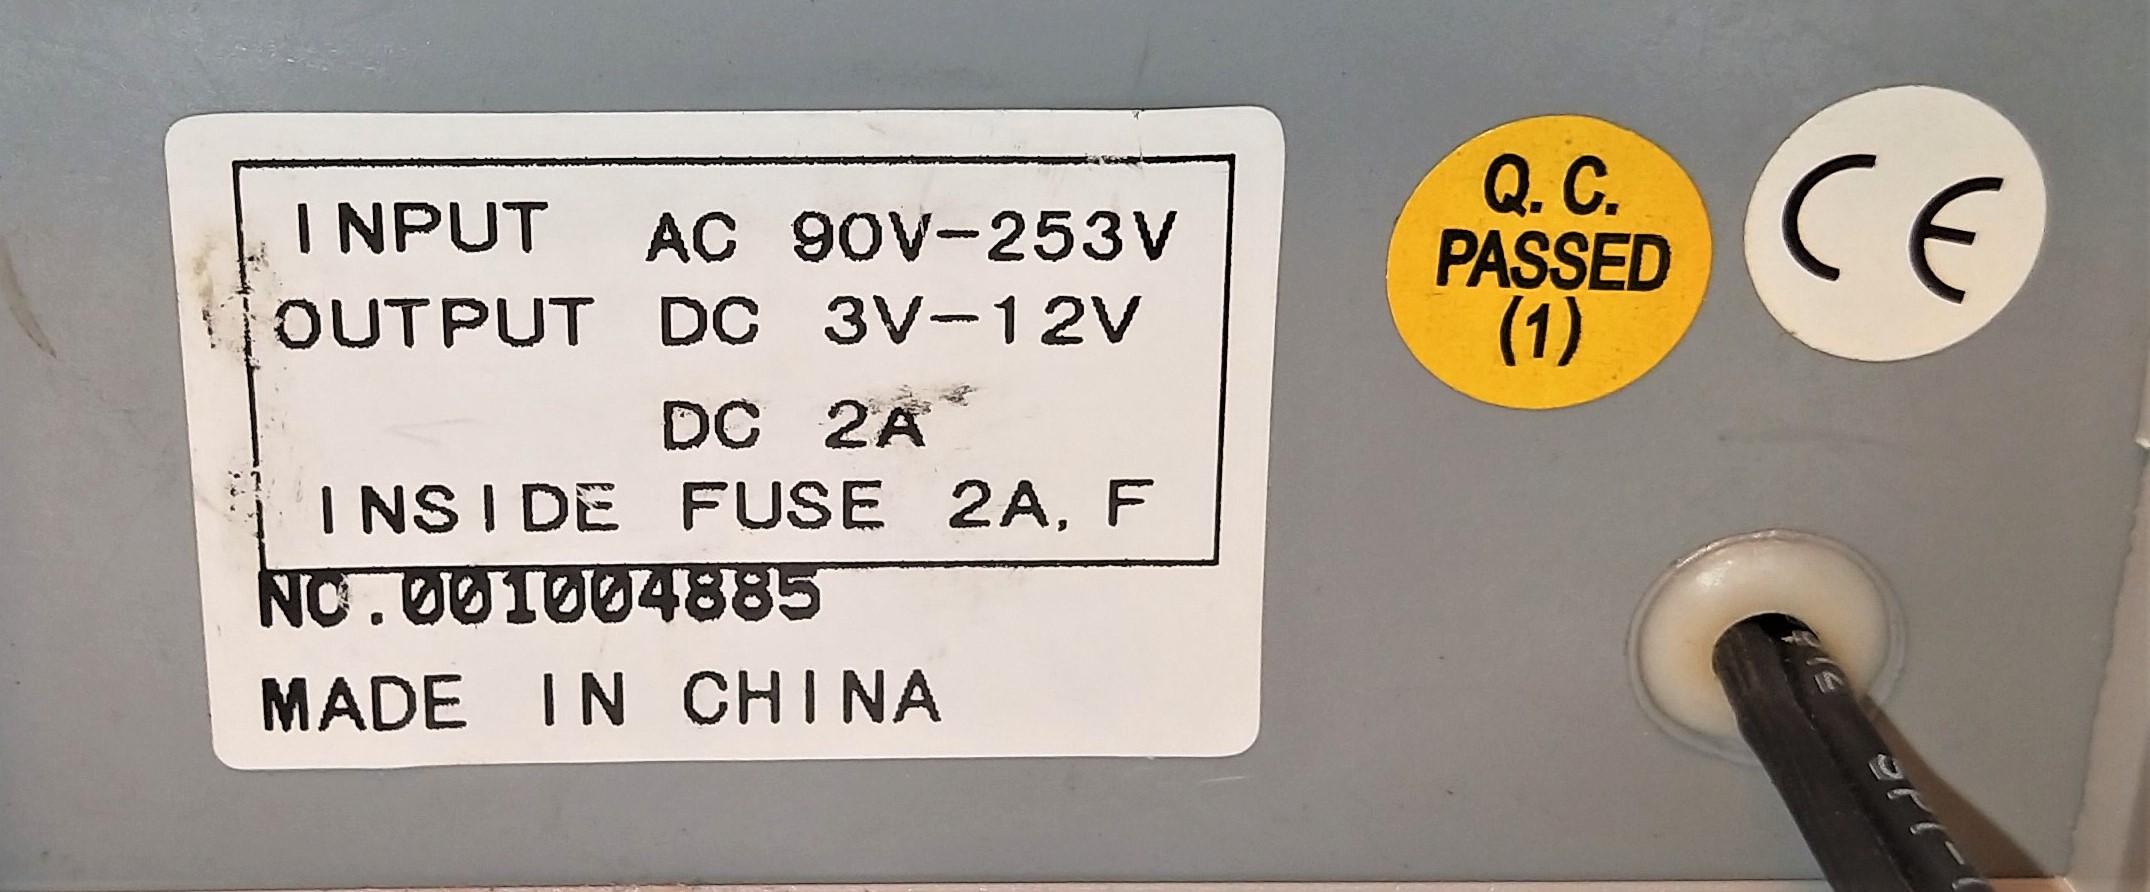 INPUT AC 90V-253V
OUTPUT DC 3V-12V
DC 2A
INSIDE FUSE 2A, F
NO.001004885
MADE IN CHINA
Q. C.
PASSED
(1)
CE